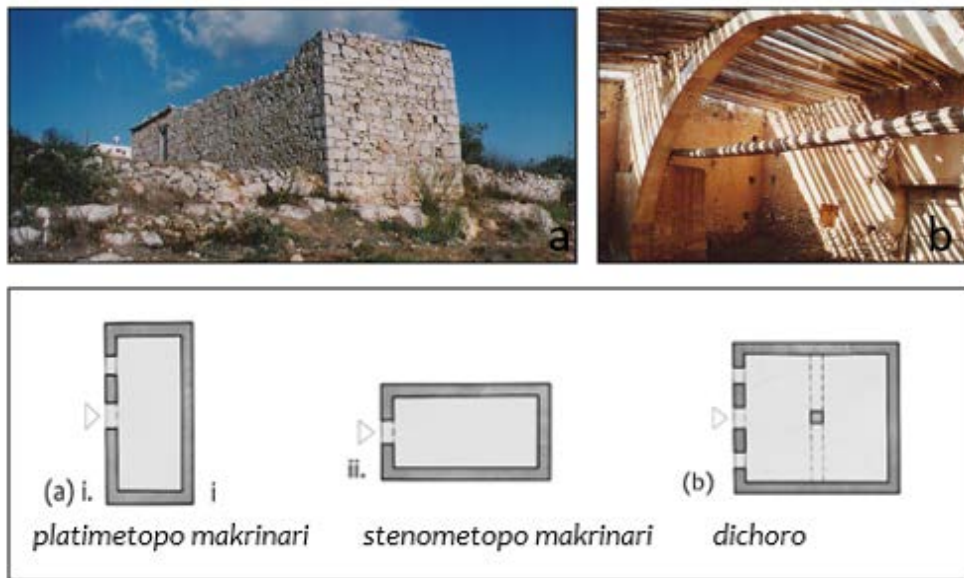 a
b
(a) i.
i
ii.
(b)
platimetopo makrinari
stenometopo makrinari
dichoro